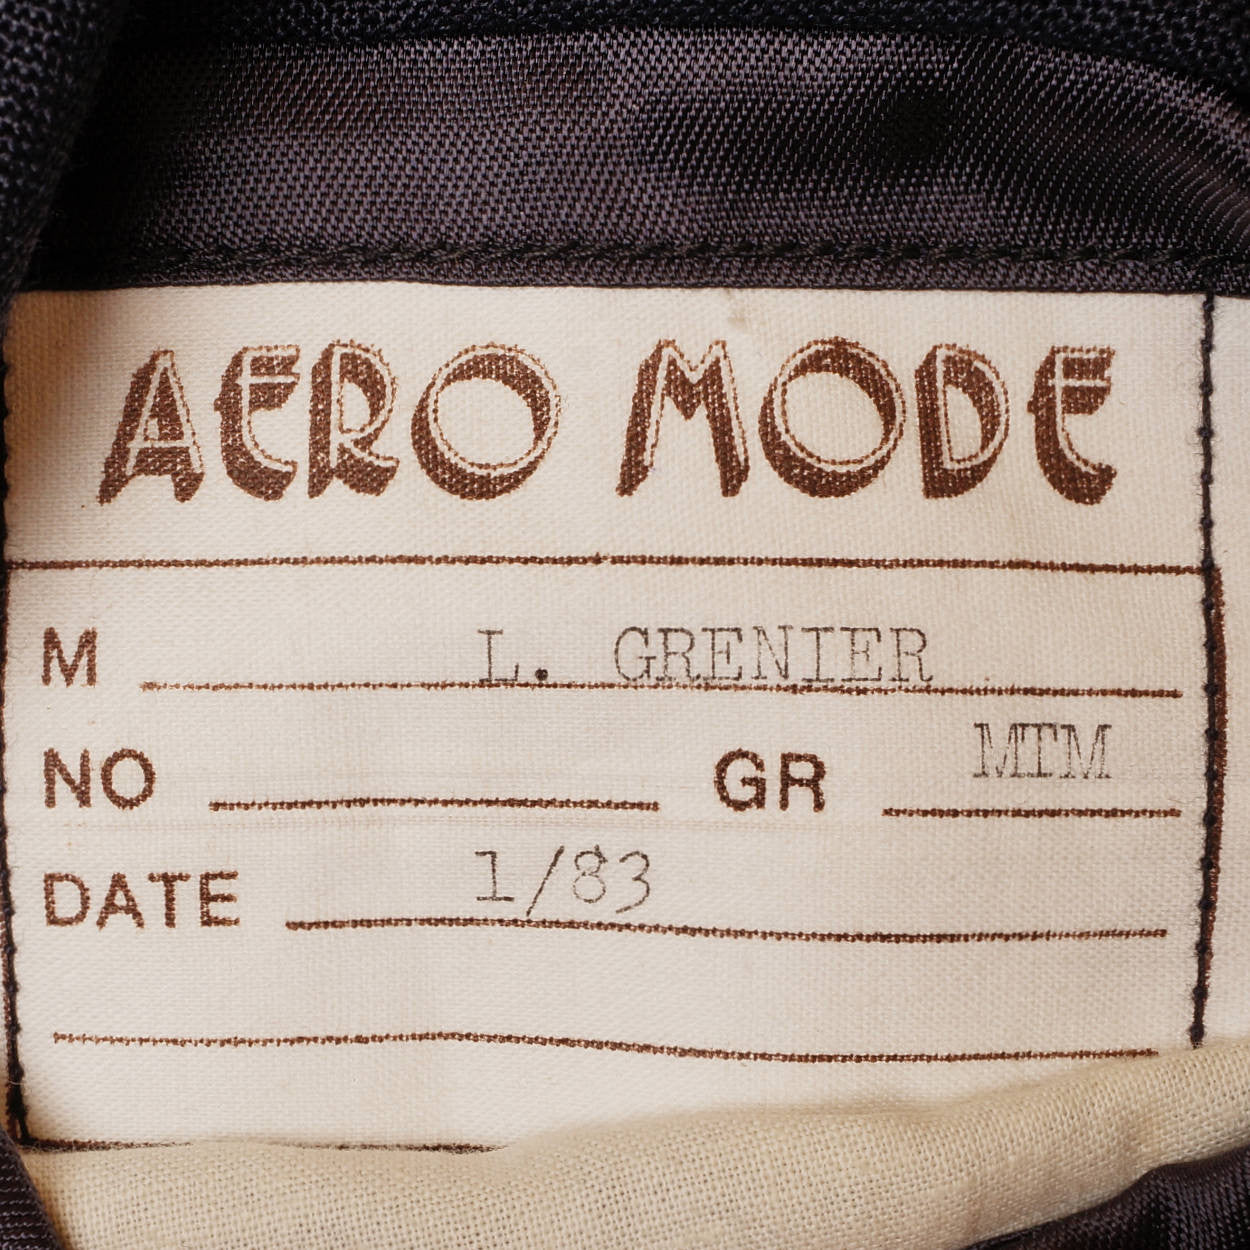 AERO MODE
M L. GRENIER
NO GR MTM
DATE 1/83